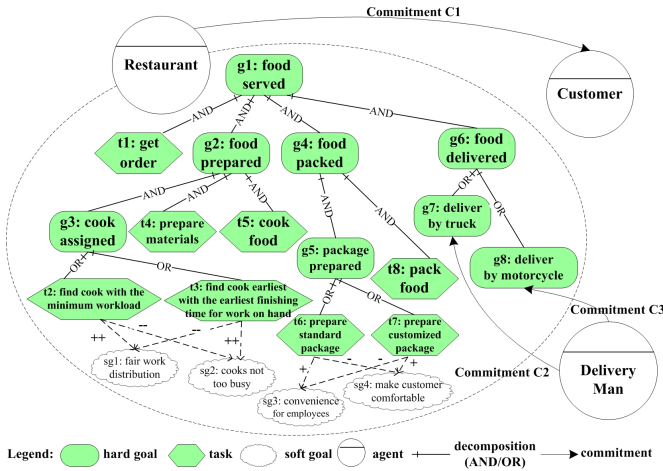 Commitment C1
Restaurant
Customer
g1: food
served
AND
AND
AND
AND
t1: get
order
g2: food
prepared
g4: food
packed
g6: food
delivered
AND
AND
AND
AND
AND
OR
OR
g3: cook
assigned
t4: prepare
materials
t5: cook
food
g7: deliver
by truck
g5: package
prepared
t8: pack
food
g8: deliver
by motorcycle
OR
OR
OR
OR
t2: find cook with the
minimum workload
t3: find cook earliest
with the earliest finishing
time for work on hand
t6: prepare
standard
package
t7: prepare
customized
package
Commitment C3
++
--
--
++
+
-
-
+
Commitment C2
Delivery
Man
sg1: fair work
distribution
sg2: cooks not
too busy
sg3: convenience
for employees
sg4: make customer
comfortable
Legend:
hard goal
task
soft goal
agent
decomposition
(AND/OR)
commitment